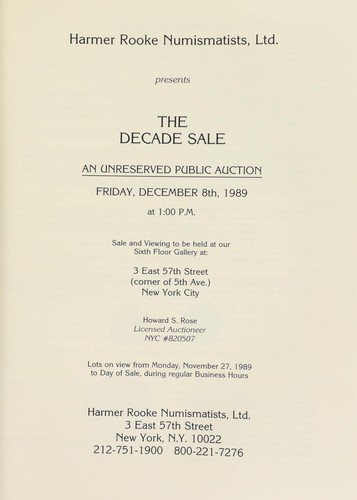 Harmer Rooke Numismatists, Ltd.
presents
THE
DECADE SALE
AN UNRESERVED PUBLIC AUCTION
FRIDAY, DECEMBER 8th, 1989
at 1:00 P.M.
Sale and Viewing to be held at our
Sixth Floor Gallery at:
3 East 57th Street
(corner of 5th Ave.)
New York City
Howard S. Rose
Licensed Auctioneer
NYC #820507
Lots on view from Monday, November 27, 1989
to Day of Sale, during regular Business Hours
Harmer Rooke Numismatists, Ltd.
3 East 57th Street
New York, N.Y. 10022
212-751-1900 800-221-7276